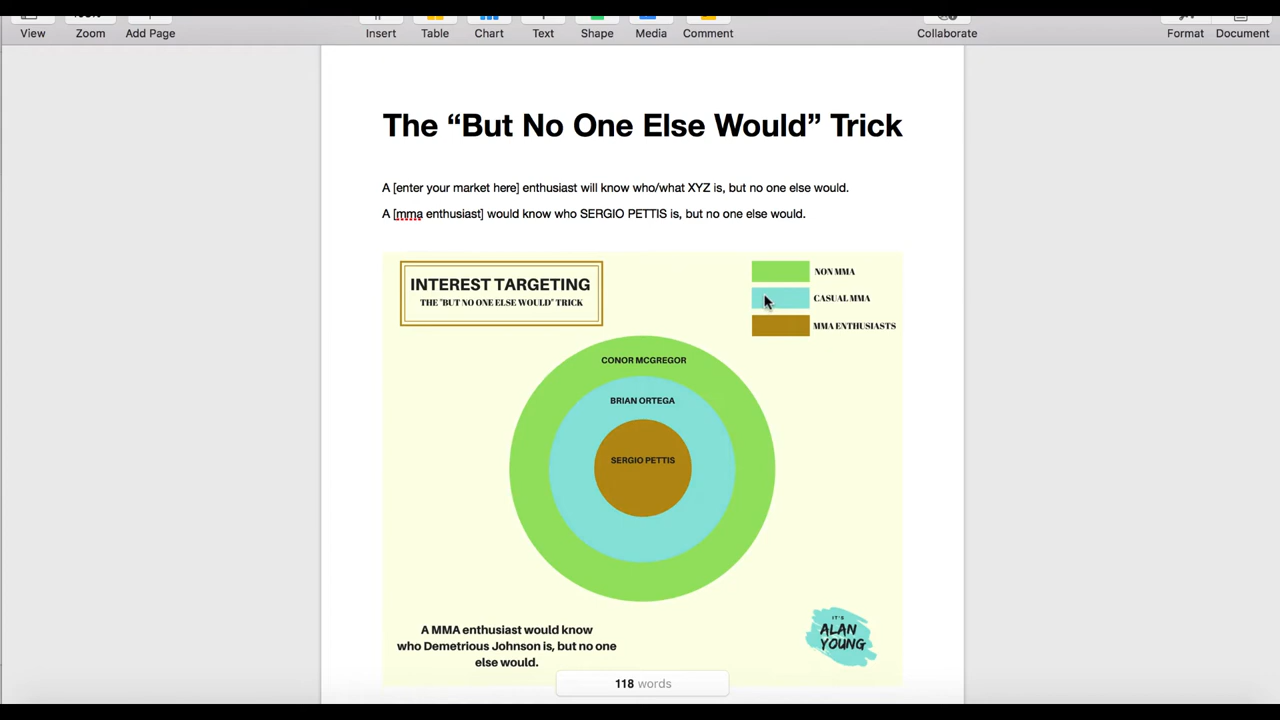 View Zoom Add Page Insert Table Chart Text Shape Media Comment Collaborate Format Document
The “But No One Else Would” Trick
A [enter your market here] enthusiast will know who/what XYZ is, but no one else would.
A [mma enthusiast] would know who SERGIO PETTIS is, but no one else would.
INTEREST TARGETING
THE "BUT NO ONE ELSE WOULD" TRICK
NON MMA
CASUAL MMA
MMA ENTHUSIASTS
CONOR MCGREGOR
BRIAN ORTEGA
SERGIO PETTIS
A MMA enthusiast would know
who Demetrious Johnson is, but no one
else would.
IT'S
ALAN
YOUNG
118 words